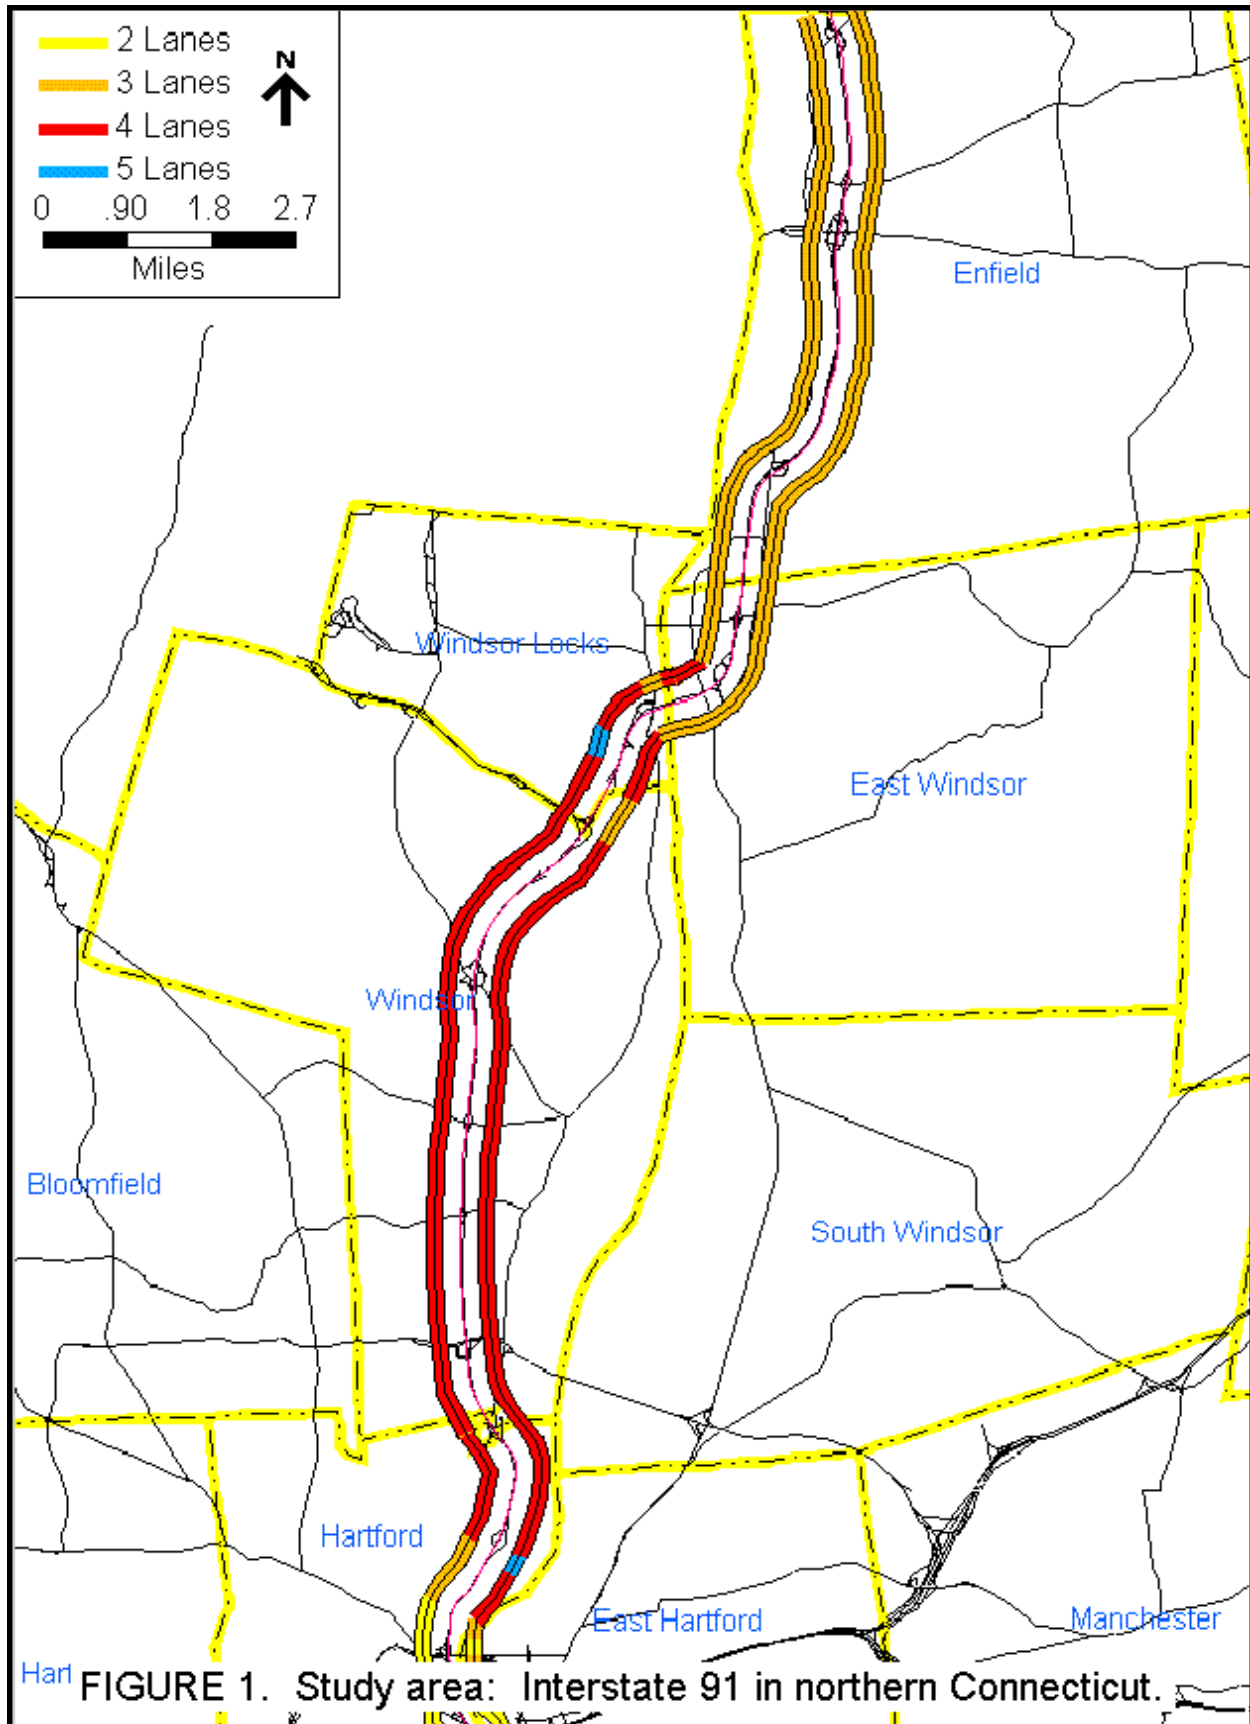 2 Lanes
3 Lanes
4 Lanes
5 Lanes
N
0 .90 1.8 2.7
Miles
Enfield
Windsor Locks
East Windsor
Windsor
Bloomfield
South Windsor
Hartford
East Hartford
Manchester
Harl
FIGURE 1. Study area: Interstate 91 in northern Connecticut.